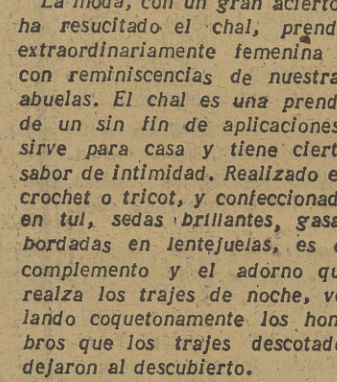 La moda, con un gran acierto
ha resucitado el chal, prend
extraordinariamente femenina
con reminiscencias de nuestra
abuelas. El chal es una prend
de un sin fin de aplicaciones
sirve para casa y tiene ciert
sabor de intimidad. Realizado e
crochet o tricot, y confeccionad
en tul, sedas brillantes, gasa
bordadas en lentejuelas, es e
complemento y el adorno qu
realza los trajes de noche, ve
lando coquetonamente los hom
bros que los trajes descotado
dejaron al descubierto.